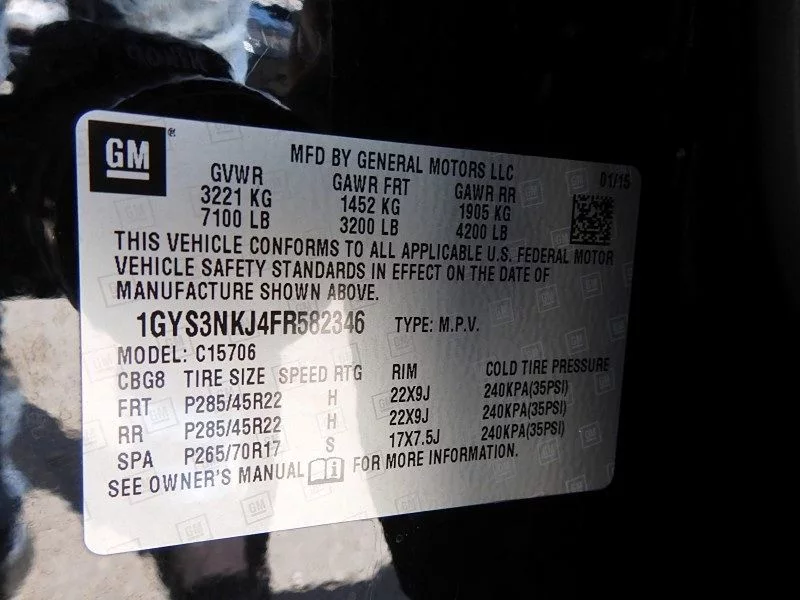 GM
MFD BY GENERAL MOTORS LLC 01/15
GVWR GAWR FRT GAWR RR
3221 KG 1452 KG 1905 KG
7100 LB 3200 LB 4200 LB
THIS VEHICLE CONFORMS TO ALL APPLICABLE U.S. FEDERAL MOTOR
VEHICLE SAFETY STANDARDS IN EFFECT ON THE DATE OF
MANUFACTURE SHOWN ABOVE.
1GYS3NKJ4FR582346 TYPE: M.P.V.
MODEL: C15706
CBG8 TIRE SIZE SPEED RTG RIM COLD TIRE PRESSURE
FRT P285/45R22 H 22X9J 240KPA(35PSI)
RR P285/45R22 H 22X9J 240KPA(35PSI)
SPA P265/70R17 S 17X7.5J 240KPA(35PSI)
SEE OWNER'S MANUAL FOR MORE INFORMATION.